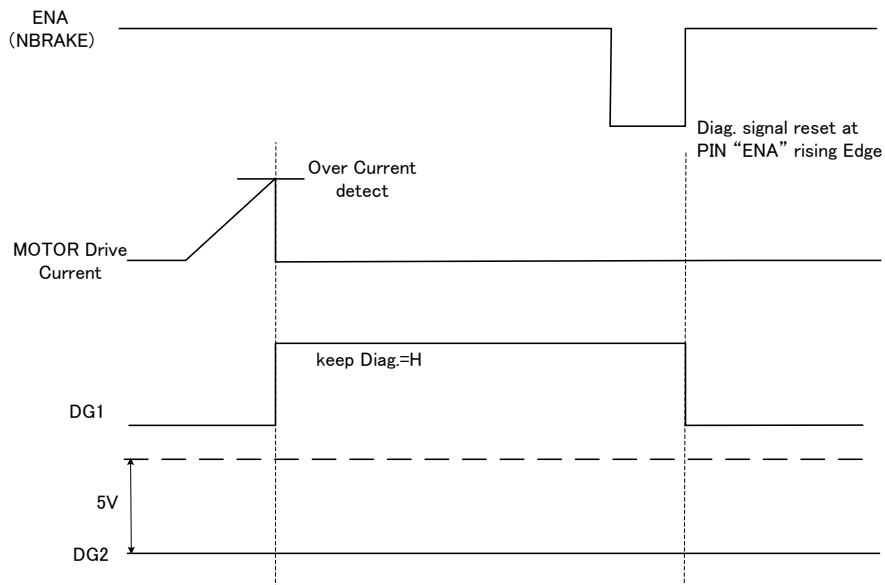 ENA
(NBRAKE)
Diag. signal reset at
PIN “ENA” rising Edge
Over Current
detect
MOTOR Drive
Current
keep Diag.=H
DG1
5V
DG2